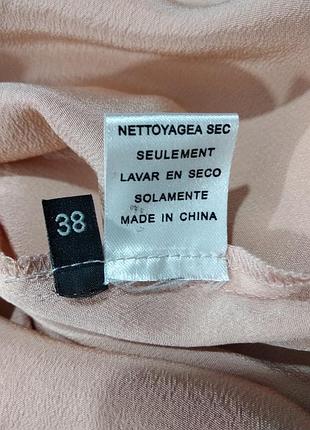 NETTOYAGEA SEC
SEULEMENT
LAVAR EN SECO
SOLAMENTE
MADE IN CHINA
38